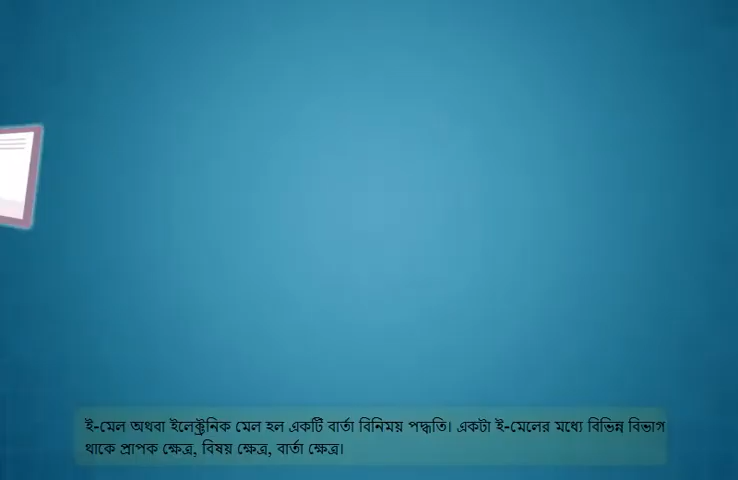 ই-মেল অথবা ইলেক্ট্রনিক মেল হল একটি বার্তা বিনিময় পদ্ধতি। একটা ই-মেলের মধ্যে বিভিন্ন বিভাগ
থাকে প্রাপক ক্ষেত্র, বিষয় ক্ষেত্র, বার্তা ক্ষেত্র।